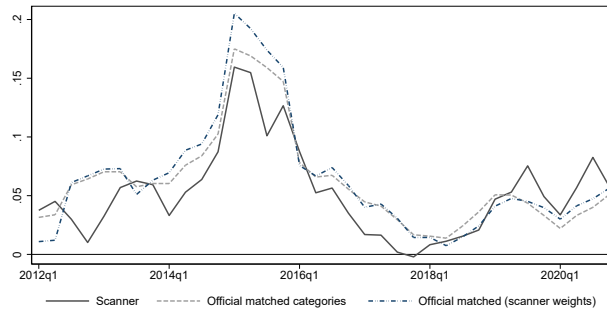 .2
.15
.1
.05
0
2012q1 2014q1 2016q1 2018q1 2020q1
Scanner Official matched categories Official matched (scanner weights)